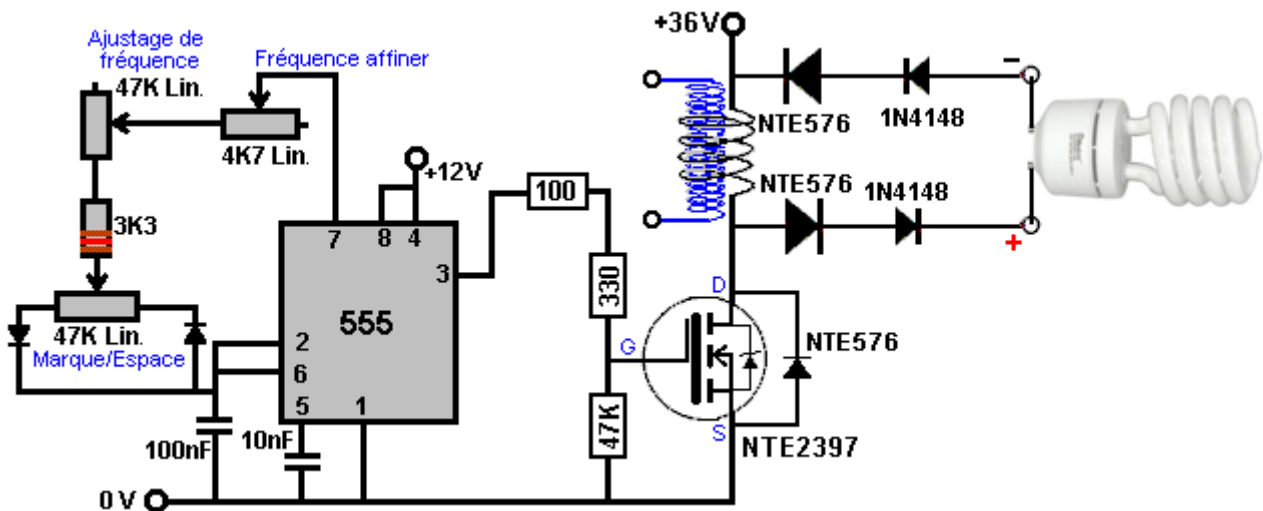 Ajustage de
fréquence
47K Lin.
Fréquence affiner
4K7 Lin.
3K3
47K Lin.
Marque/Espace
100nF
10nF
0 V
+12V
7
8
4
3
555
2
6
5
1
100
330
47K
G
D
S
+36V
NTE576
1N4148
-
NTE576
1N4148
+
NTE576
NTE2397